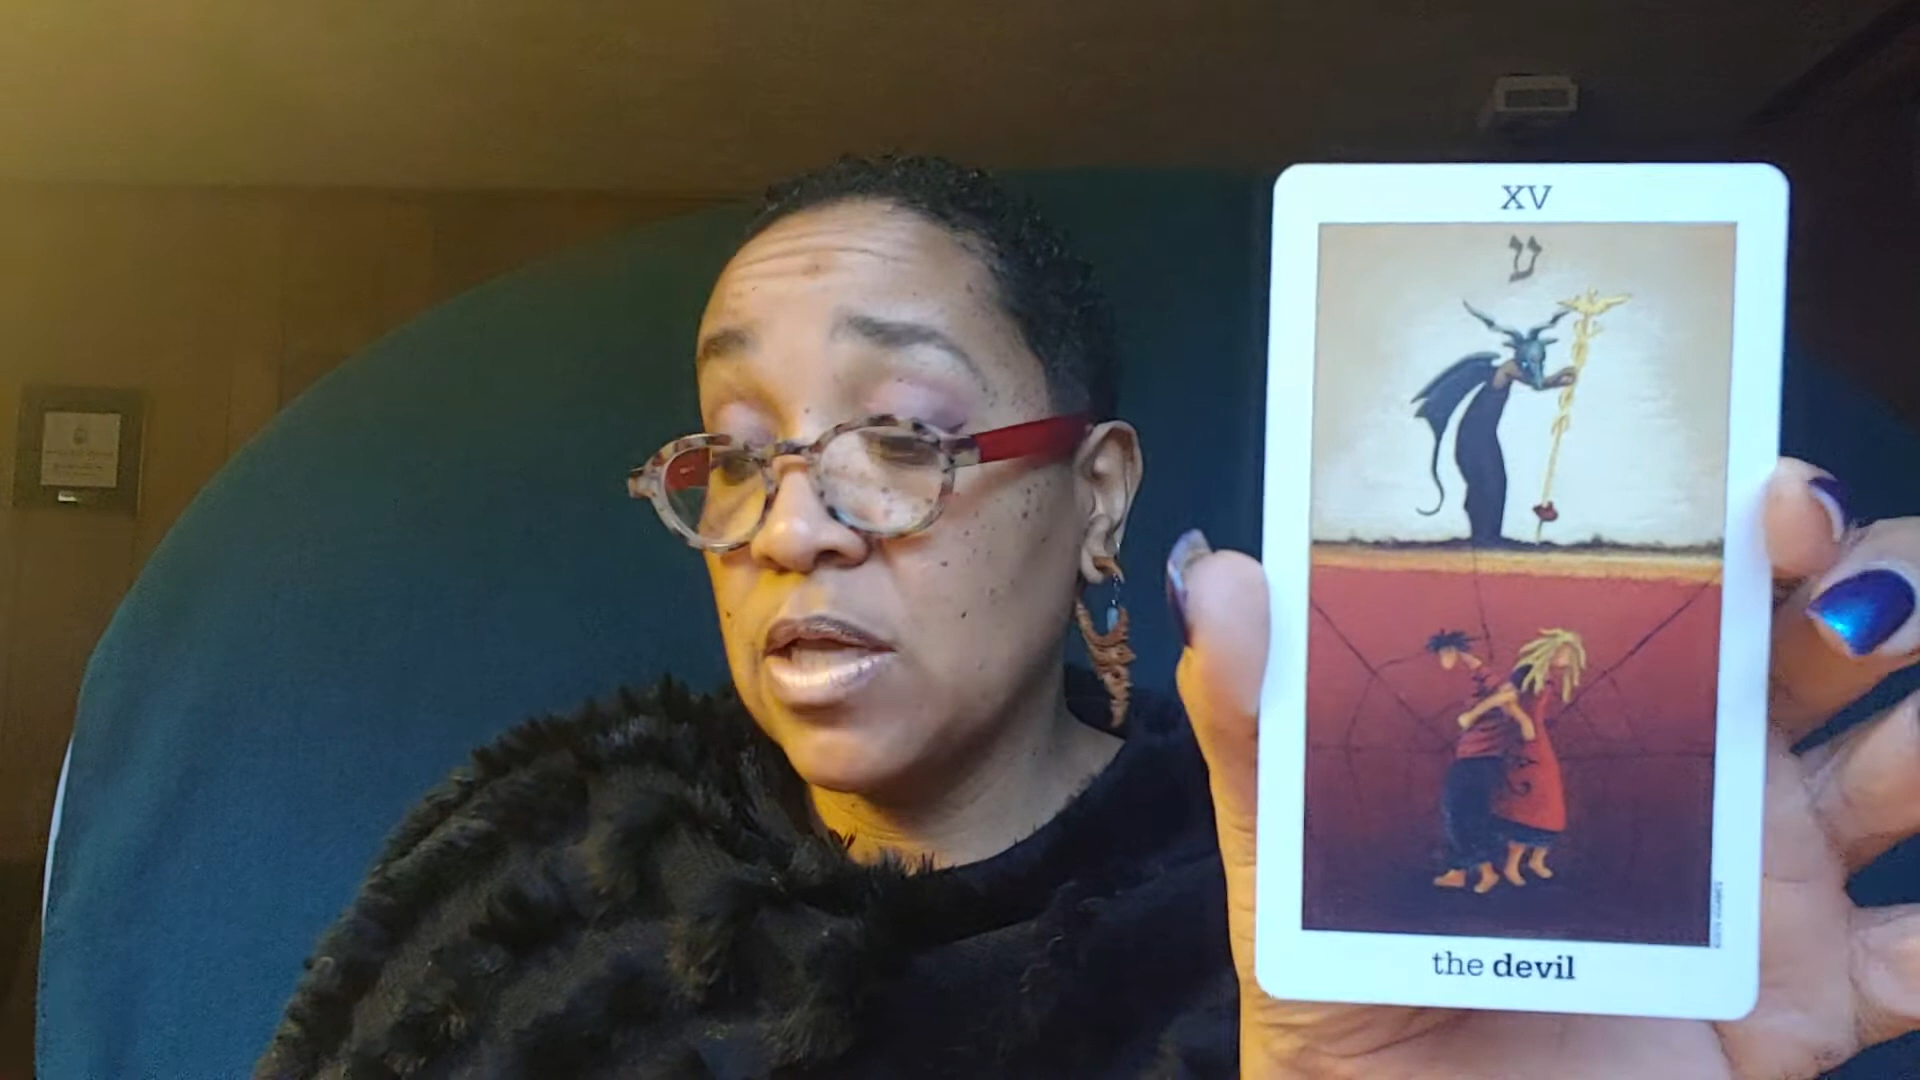 XV
ע
the devil